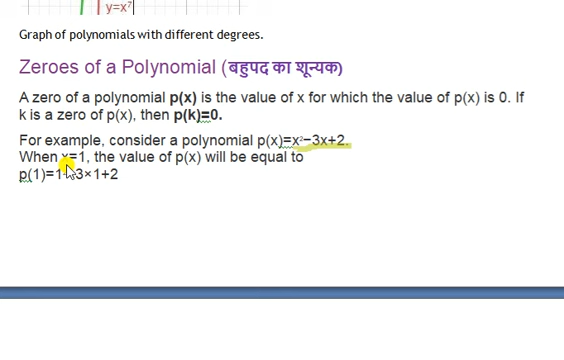 y=x⁷
Graph of polynomials with different degrees.
Zeroes of a Polynomial (बहुपद का शून्यक)
A zero of a polynomial p(x) is the value of x for which the value of p(x) is 0. If
k is a zero of p(x), then p(k)=0.
For example, consider a polynomial p(x)=x²−3x+2.
When x=1, the value of p(x) will be equal to
p(1)=1-3×1+2